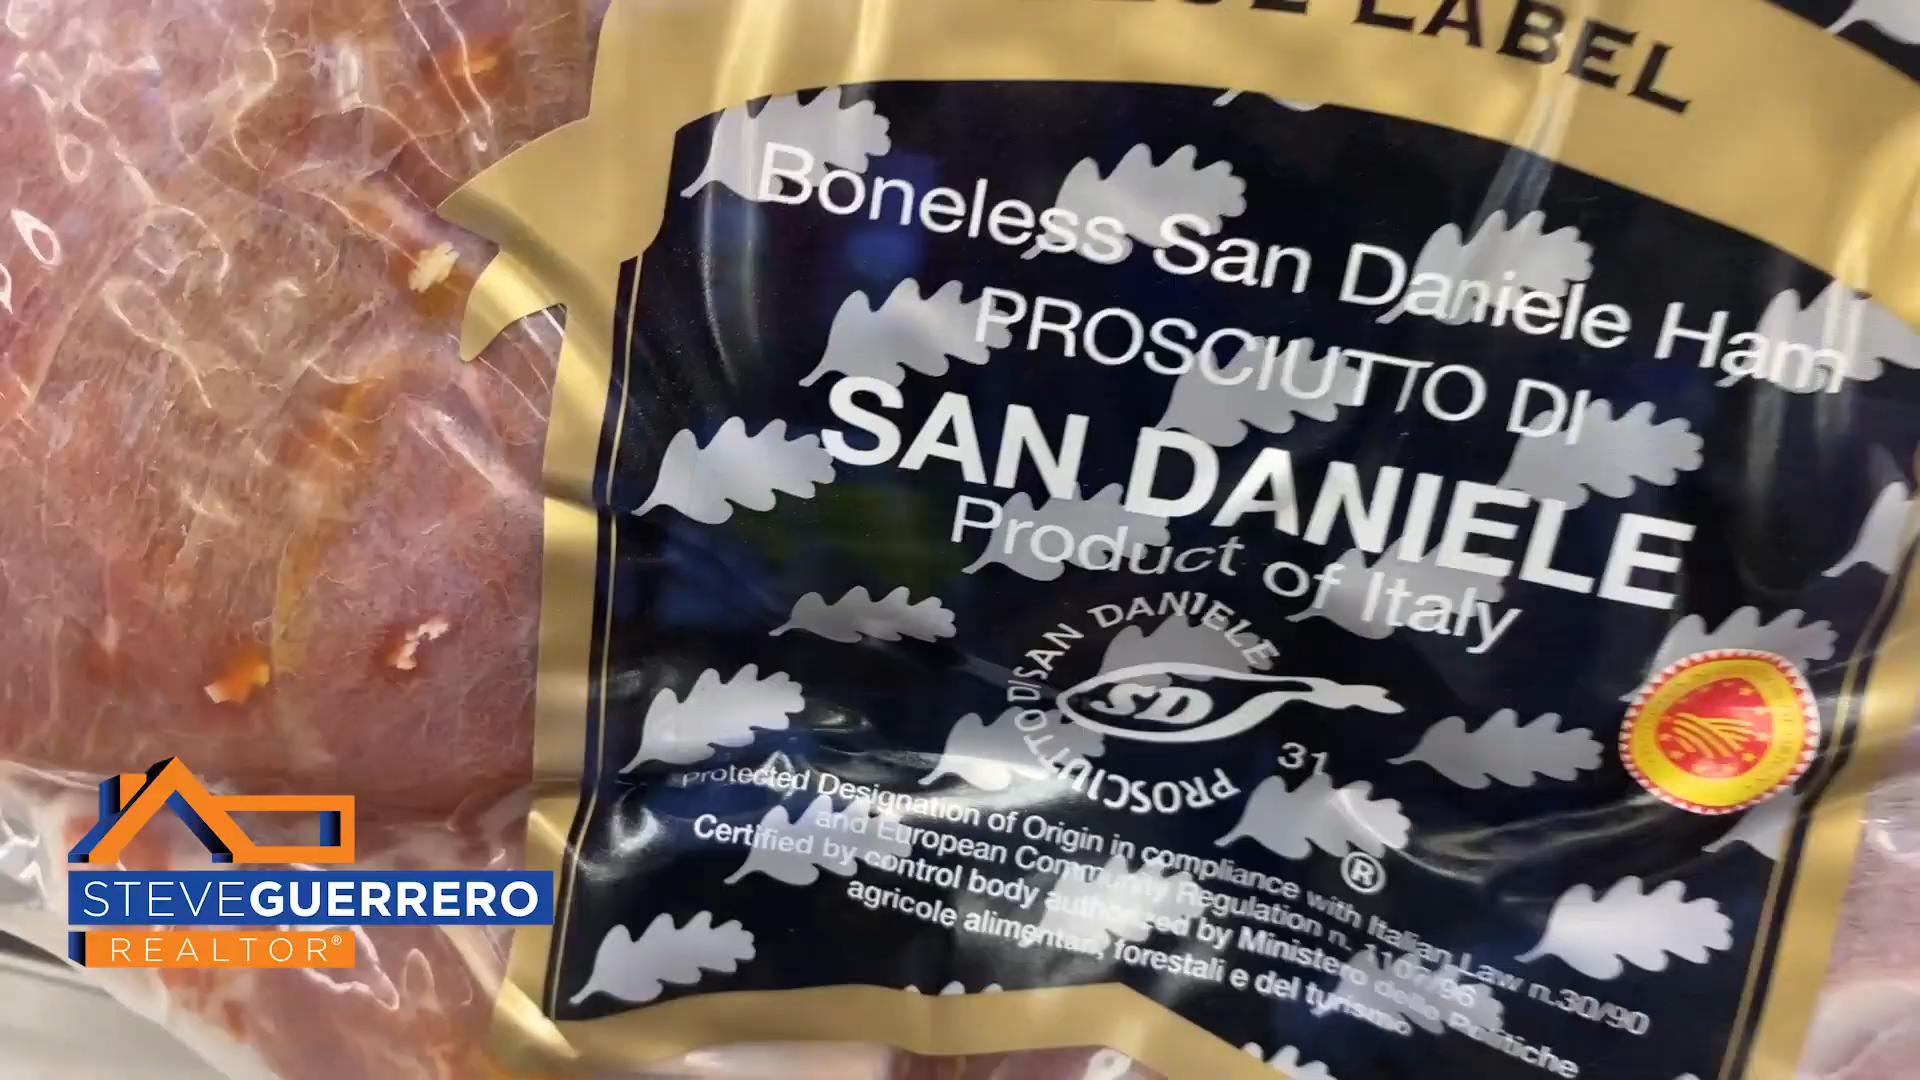 LABEL
Boneless San Daniele Ham
PROSCIUTTO DI
SAN DANIELE
Product of Italy
PROSCIUTTO DI SAN DANIELE
SD
31
®
Protected Designation of Origin in compliance with Italian Law n.30/90
and European Community Regulation n. 1107/96
Certified by control body authorized by Ministero delle Politiche
agricole alimentari, forestali e del turismo
STEVEGUERRERO
REALTOR®